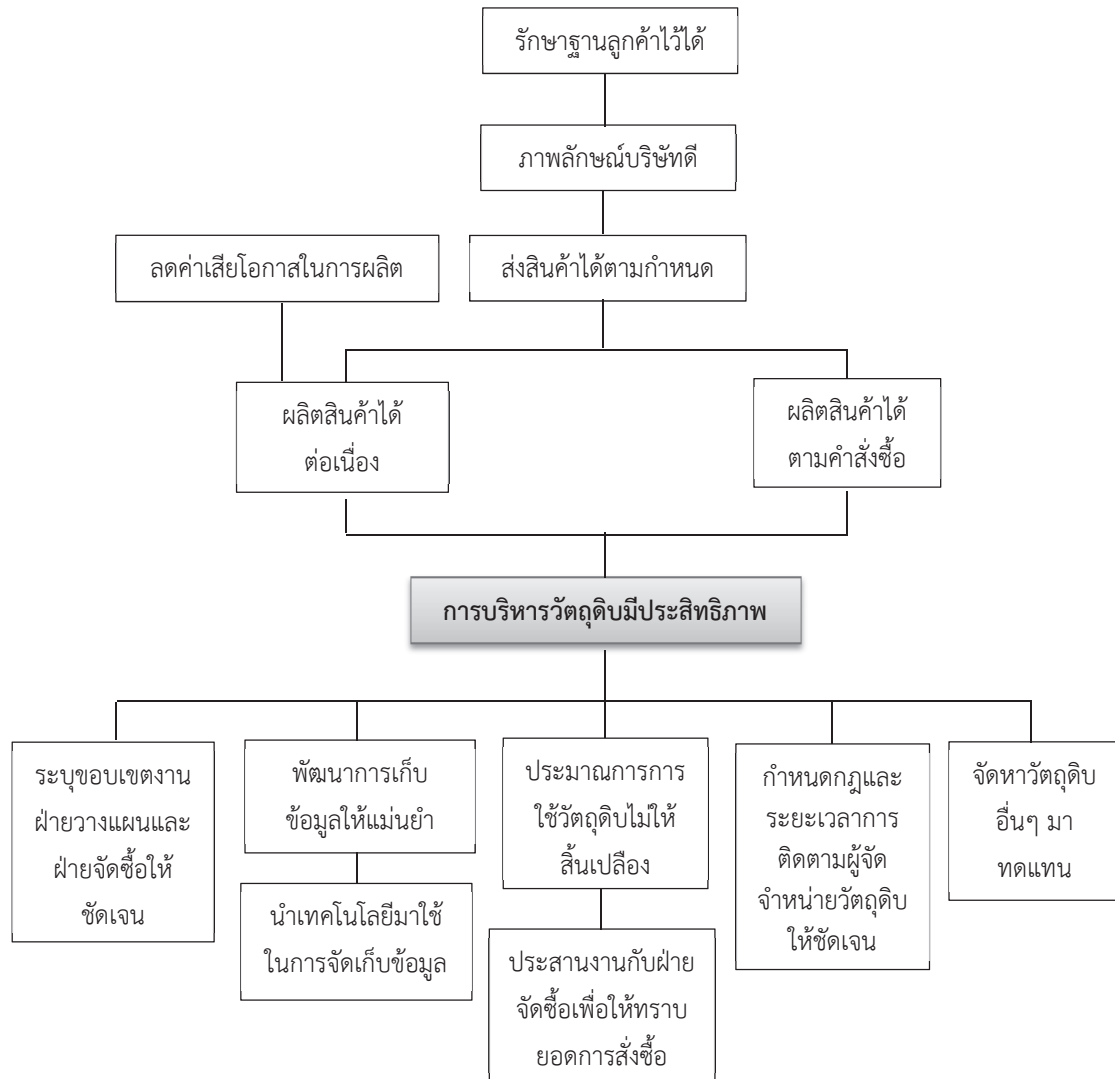 รักษาฐานลูกค้าไว้ได้
ภาพลักษณ์บริษัทดี
ลดค่าเสียโอกาสในการผลิต
ส่งสินค้าได้ตามกำหนด
ผลิตสินค้าได้
ต่อเนื่อง
ผลิตสินค้าได้
ตามคำสั่งซื้อ
การบริหารวัตถุดิบมีประสิทธิภาพ
ระบุขอบเขตงาน
ฝ่ายวางแผนและ
ฝ่ายจัดซื้อให้
ชัดเจน
พัฒนาการเก็บ
ข้อมูลให้แม่นยำ
นำเทคโนโลยีมาใช้
ในการจัดเก็บข้อมูล
ประมาณการการ
ใช้วัตถุดิบไม่ให้
สิ้นเปลือง
ประสานงานกับฝ่าย
จัดซื้อเพื่อให้ทราบ
ยอดการสั่งซื้อ
กำหนดกฎและ
ระยะเวลาการ
ติดตามผู้จัด
จำหน่ายวัตถุดิบ
ให้ชัดเจน
จัดหาวัตถุดิบ
อื่นๆ มา
ทดแทน